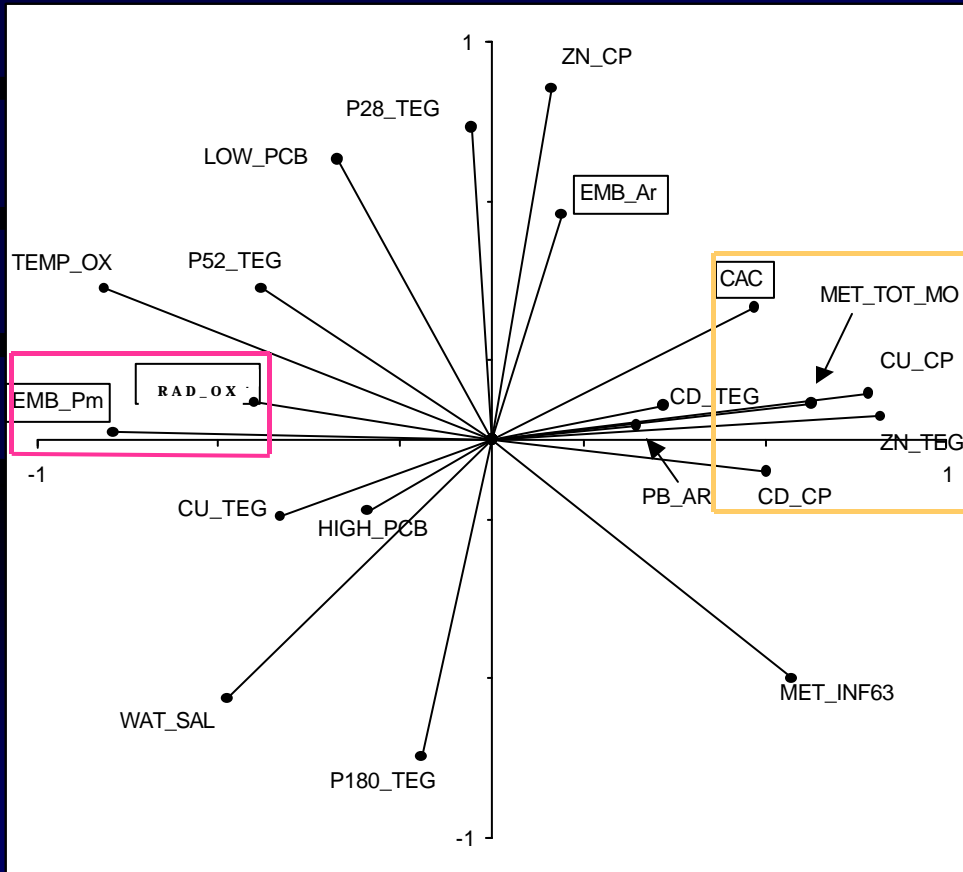 1
ZN_CP
P28_TEG
LOW_PCB
EMB_Ar
TEMP_OX
P52_TEG
CAC
MET_TOT_MO
CU_CP
RAD_OX
EMB_Pm
CD_TEG
ZN_TEG
-1
1
PB_AR
CD_CP
CU_TEG
HIGH_PCB
MET_INF63
WAT_SAL
P180_TEG
-1